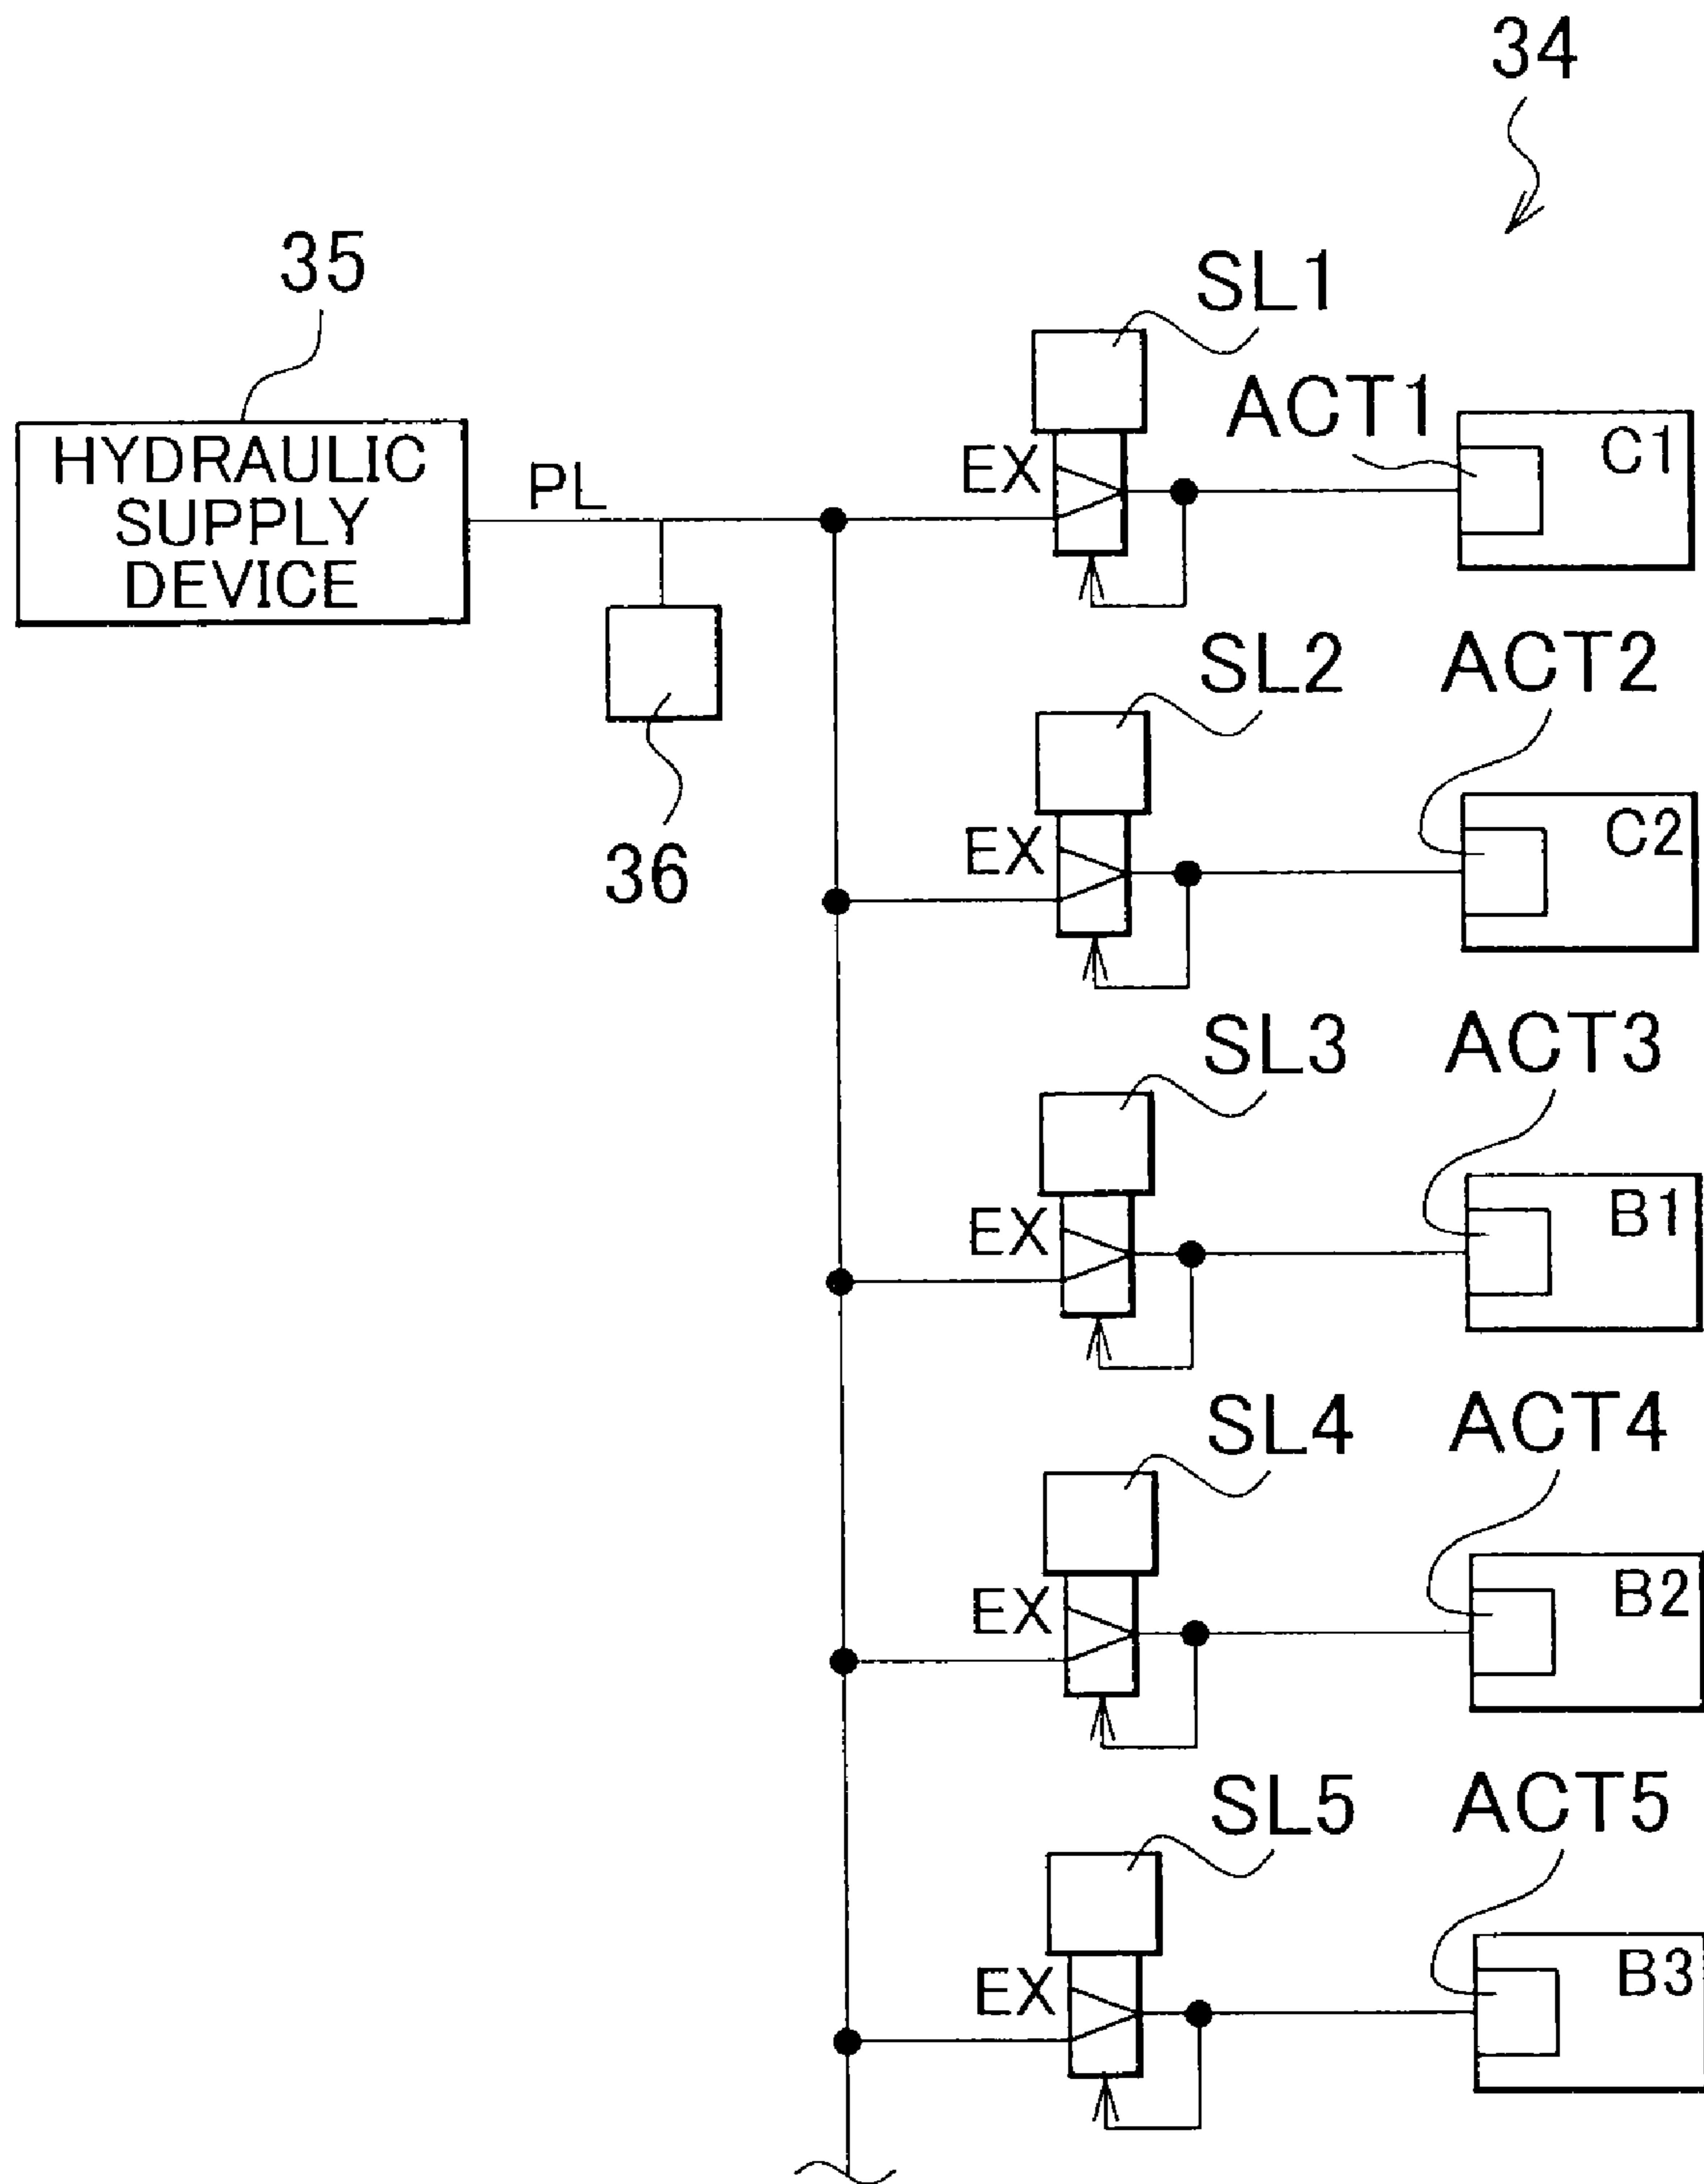 34
35
SL1
HYDRAULIC
SUPPLY
DEVICE
PL
EX
ACT1
C1
36
SL2
ACT2
EX
C2
SL3
ACT3
EX
B1
SL4
ACT4
EX
B2
SL5
ACT5
EX
B3